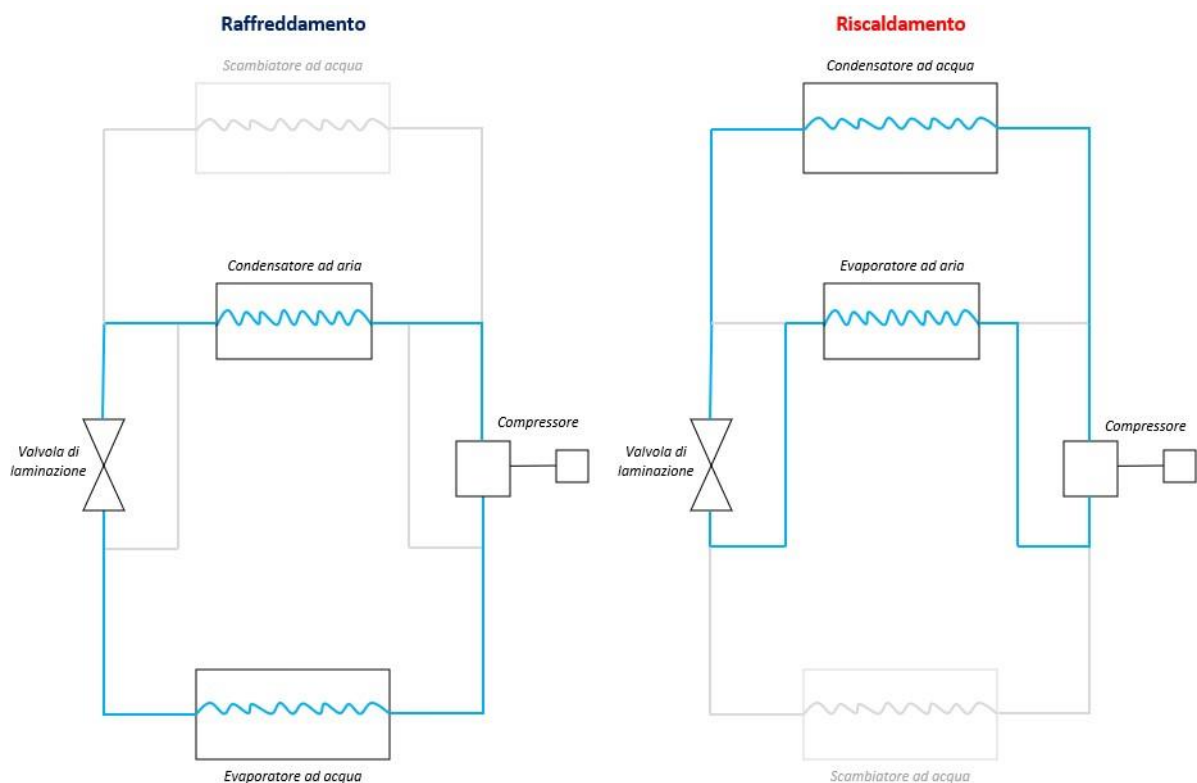 Raffreddamento
Scambiatore ad acqua
Condensatore ad aria
Compressore
Valvola di
laminazione
Evaporatore ad acqua
Riscaldamento
Condensatore ad acqua
Evaporatore ad aria
Compressore
Valvola di
laminazione
Scambiatore ad acqua